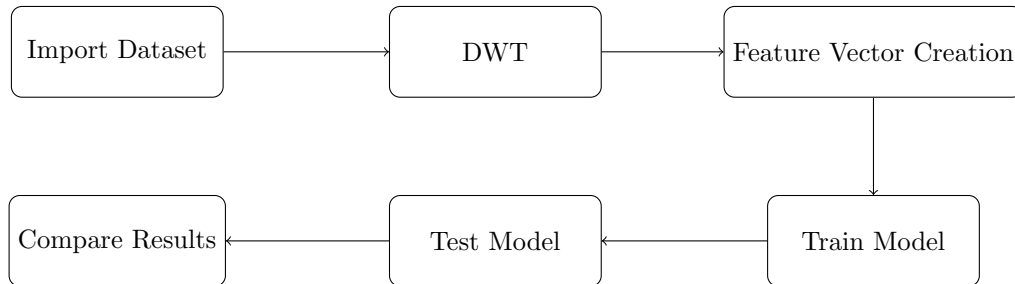 Import Dataset
DWT
Feature Vector Creation
Compare Results
Test Model
Train Model